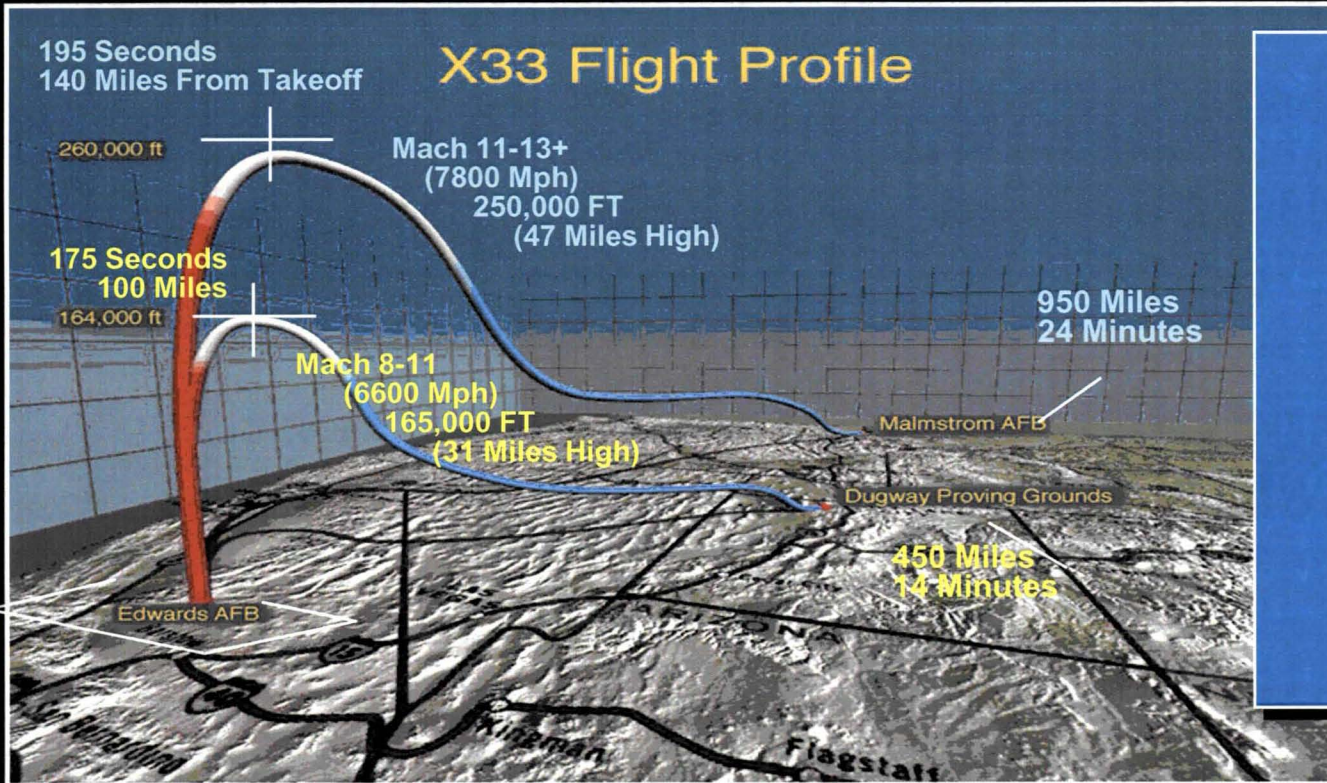 195 Seconds
140 Miles From Takeoff
X33 Flight Profile
260,000 ft
Mach 11-13+
(7800 Mph)
250,000 FT
(47 Miles High)
175 Seconds
100 Miles
164,000 ft
Mach 8-11
(6600 Mph)
165,000 FT
(31 Miles High)
950 Miles
24 Minutes
Malmstrom AFB
Dugway Proving Grounds
450 Miles
14 Minutes
Edwards AFB
15
Kingman
Flagstaff